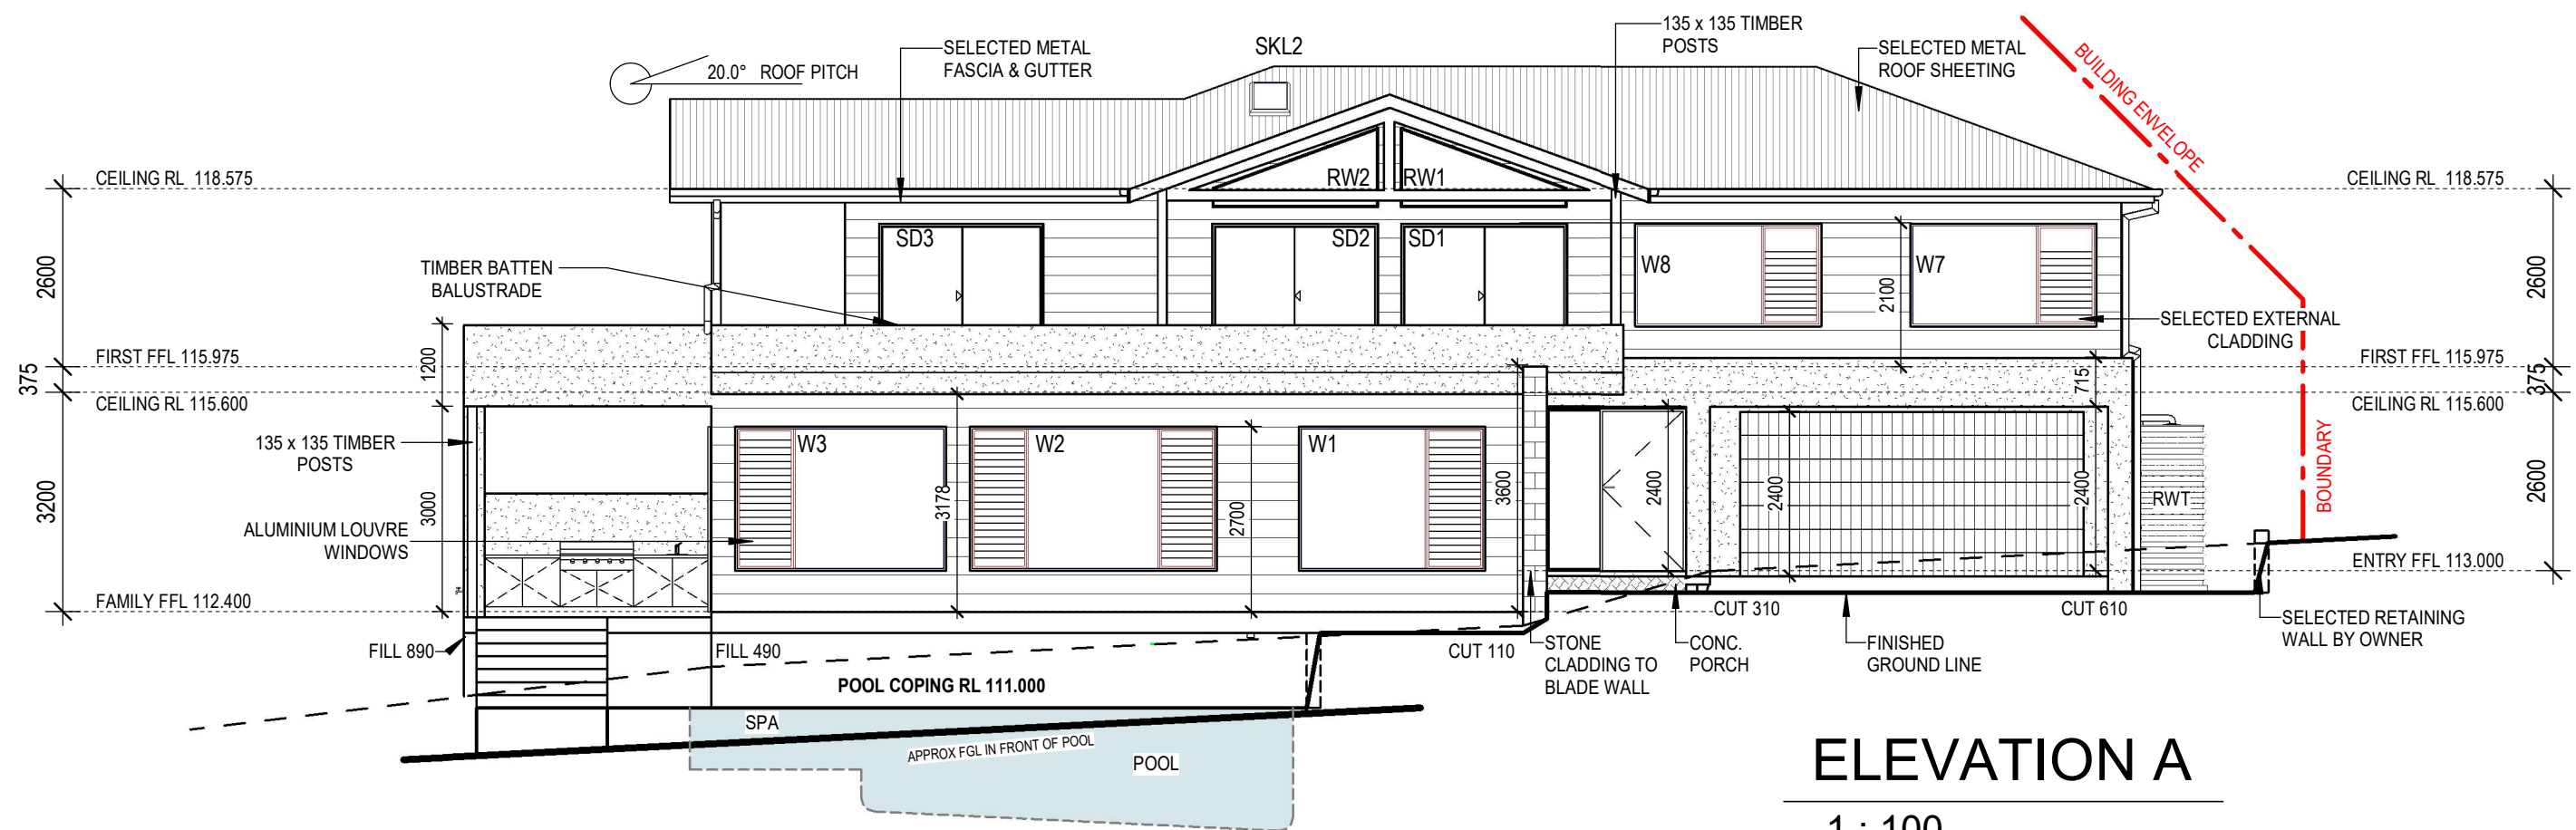 135 x 135 TIMBER
POSTS
SELECTED METAL
FASCIA & GUTTER
SKL2
SELECTED METAL
ROOF SHEETING
20.0° ROOF PITCH
BUILDING ENVELOPE
CEILING RL 118.575
RW2
RW1
CEILING RL 118.575
SD3
SD2
SD1
W8
W7
TIMBER BATTEN
BALUSTRADE
2600
2100
2600
SELECTED EXTERNAL
CLADDING
FIRST FFL 115.975
1200
FIRST FFL 115.975
375
715
375
CEILING RL 115.600
CEILING RL 115.600
135 x 135 TIMBER
POSTS
W3
W2
W1
BOUNDARY
3200
3000
3178
2700
3600
2400
2400
2400
RWT
2600
ALUMINIUM LOUVRE
WINDOWS
ENTRY FFL 113.000
FAMILY FFL 112.400
CUT 310
CUT 610
SELECTED RETAINING
WALL BY OWNER
FILL 890
FILL 490
CUT 110
STONE
CLADDING TO
BLADE WALL
CONC.
PORCH
FINISHED
GROUND LINE
POOL COPING RL 111.000
SPA
APPROX FGL IN FRONT OF POOL
POOL
ELEVATION A
1 : 100